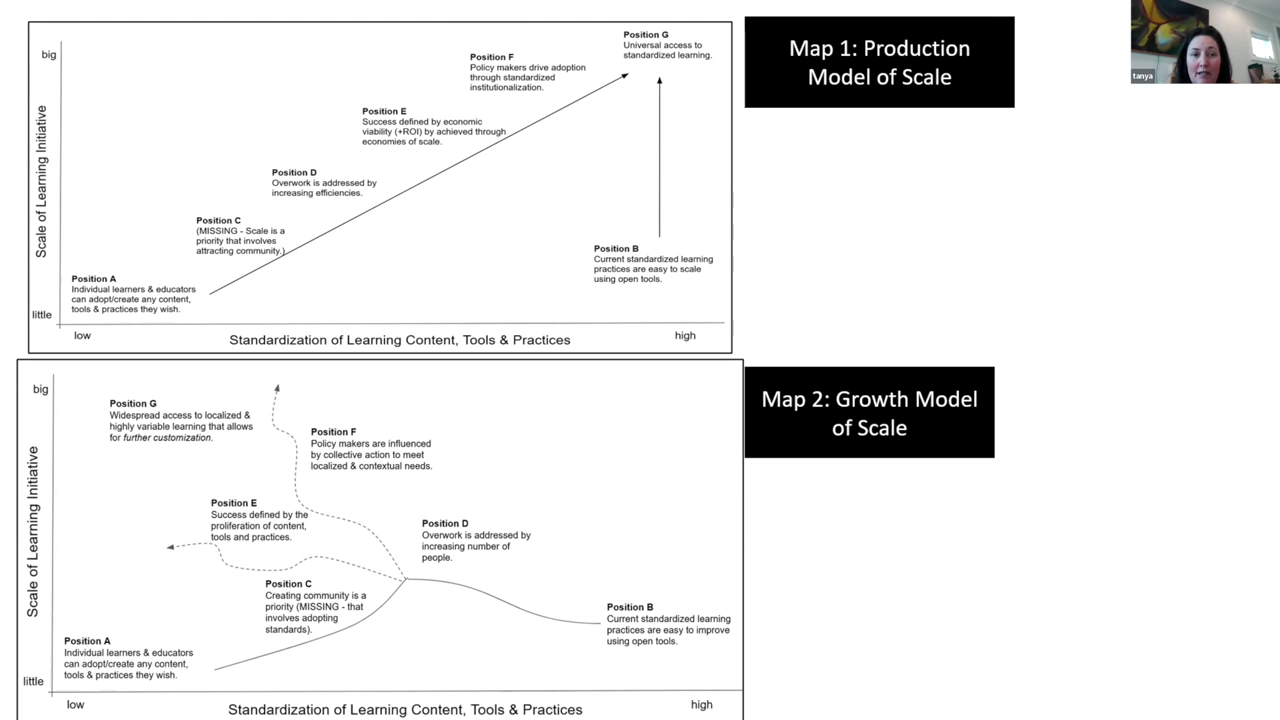 big
Scale of Learning Initiative
little
Position G
Universal access to
standardized learning.
Position F
Policy makers drive adoption
through standardized
institutionalization.
Position E
Success defined by economic
viability (+ROI) by achieved through
economies of scale.
Position D
Overwork is addressed by
increasing efficiencies.
Position C
(MISSING - Scale is a
priority that involves
attracting community.)
Position B
Current standardized learning
practices are easy to scale
using open tools.
Position A
Individual learners & educators
can adopt/create any content,
tools & practices they wish.
low
Standardization of Learning Content, Tools & Practices
high
Map 1: Production
Model of Scale
tanya
big
Scale of Learning Initiative
little
Position G
Widespread access to localized &
highly variable learning that allows
for further customization.
Position F
Policy makers are influenced
by collective action to meet
localized & contextual needs.
Position E
Success defined by the
proliferation of content,
tools and practices.
Position D
Overwork is addressed by
increasing number of
people.
Position C
Creating community is a
priority (MISSING - that
involves adopting
standards).
Position B
Current standardized learning
practices are easy to improve
using open tools.
Position A
Individual learners & educators
can adopt/create any content,
tools & practices they wish.
low
Standardization of Learning Content, Tools & Practices
high
Map 2: Growth Model
of Scale